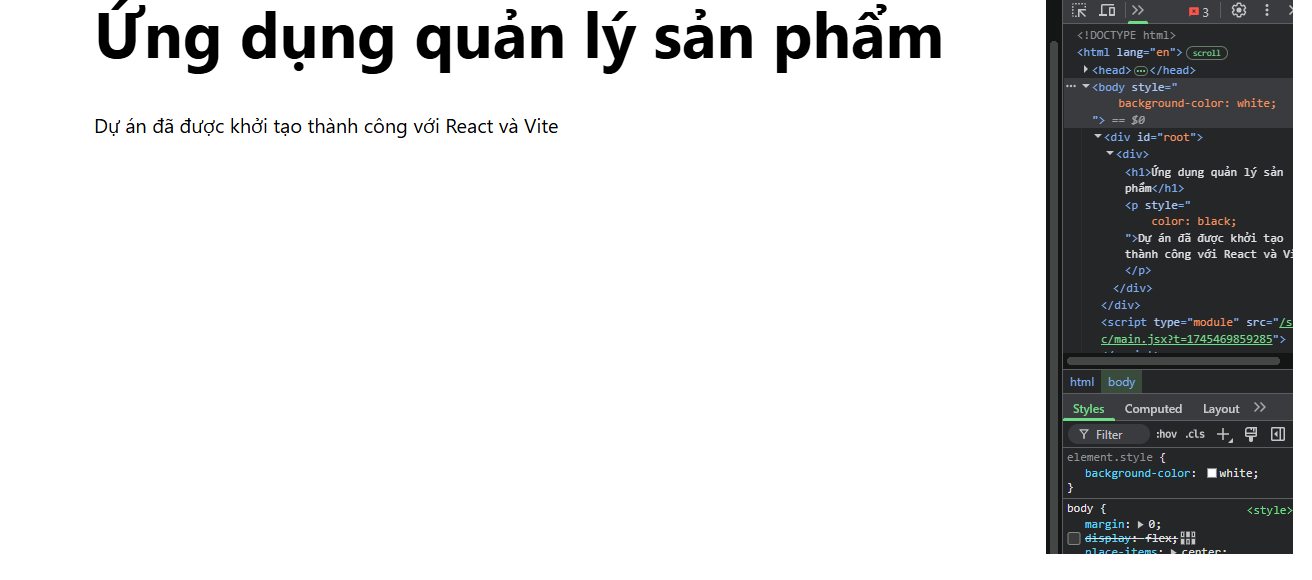 Ứng dụng quản lý sản phẩm
Dự án đã được khởi tạo thành công với React và Vite
3
<!DOCTYPE html>
<html lang="en"> scroll
<head> ⋯ </head>
⋯ <body style="
background-color: white;
"> == $0
<div id="root">
<div>
<h1>Ứng dụng quản lý sản
phẩm</h1>
<p style="
color: black;
">Dự án đã được khởi tạo
thành công với React và Vi
</p>
</div>
</div>
<script type="module" src="/s
c/main.jsx?t=1745469859285">
html body
Styles Computed Layout
Filter :hov .cls
element.style {
background-color: white;
}
body { <style>
margin: 0;
display: flex;
place-items: center;